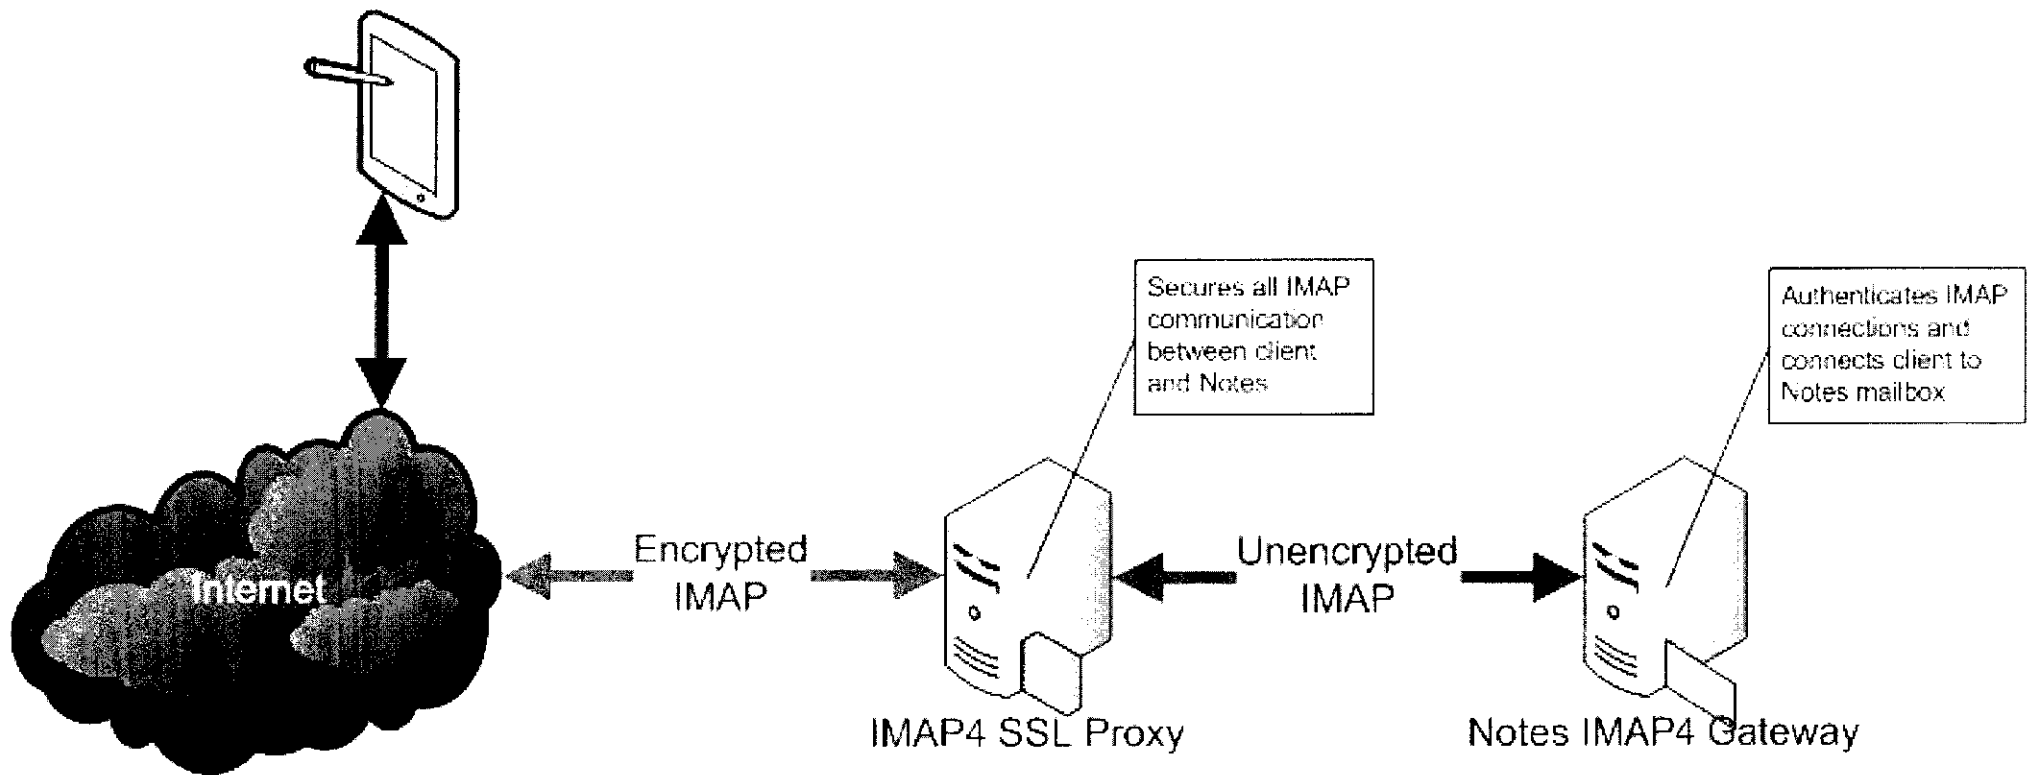 Secures all IMAP
communication
between client
and Notes
Authenticates IMAP
connections and
connects client to
Notes mailbox
Internet
Encrypted
IMAP
Unencrypted
IMAP
IMAP4 SSL Proxy
Notes IMAP4 Gateway